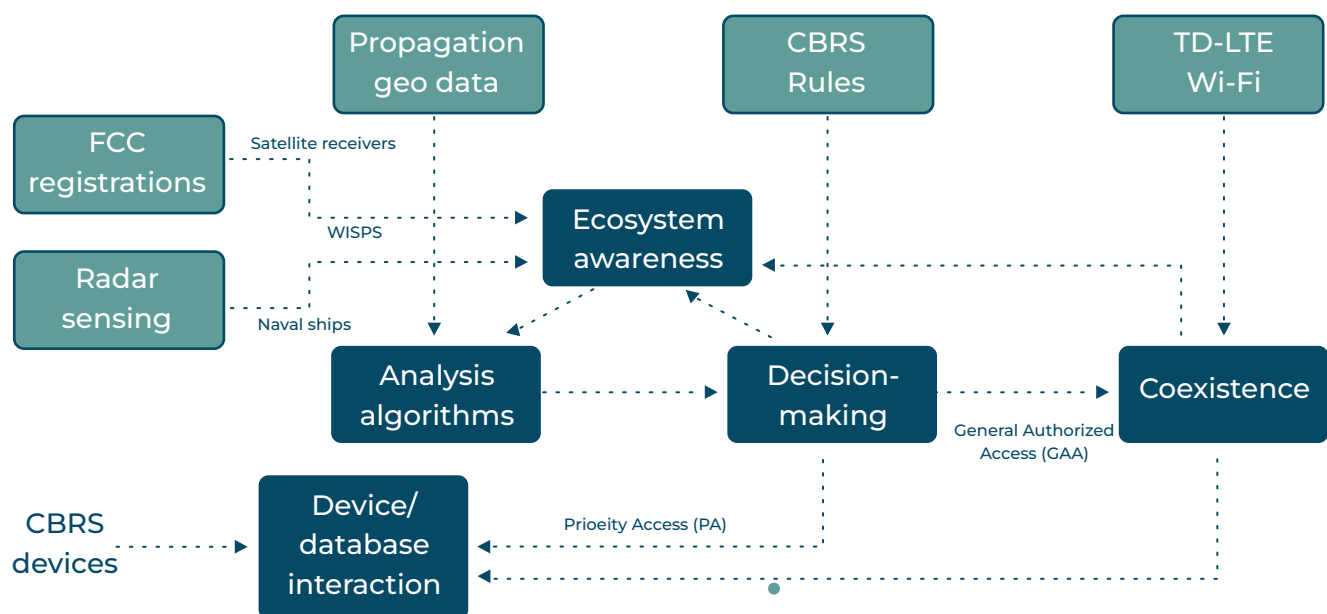 Propagation
geo data
CBRS
Rules
TD-LTE
Wi-Fi
FCC
registrations
Satellite receivers
WISPS
Ecosystem
awareness
Radar
sensing
Naval ships
Analysis
algorithms
Decision-
making
Coexistence
General Authorized
Access (GAA)
Device/
database
interaction
Prioeity Access (PA)
CBRS
devices